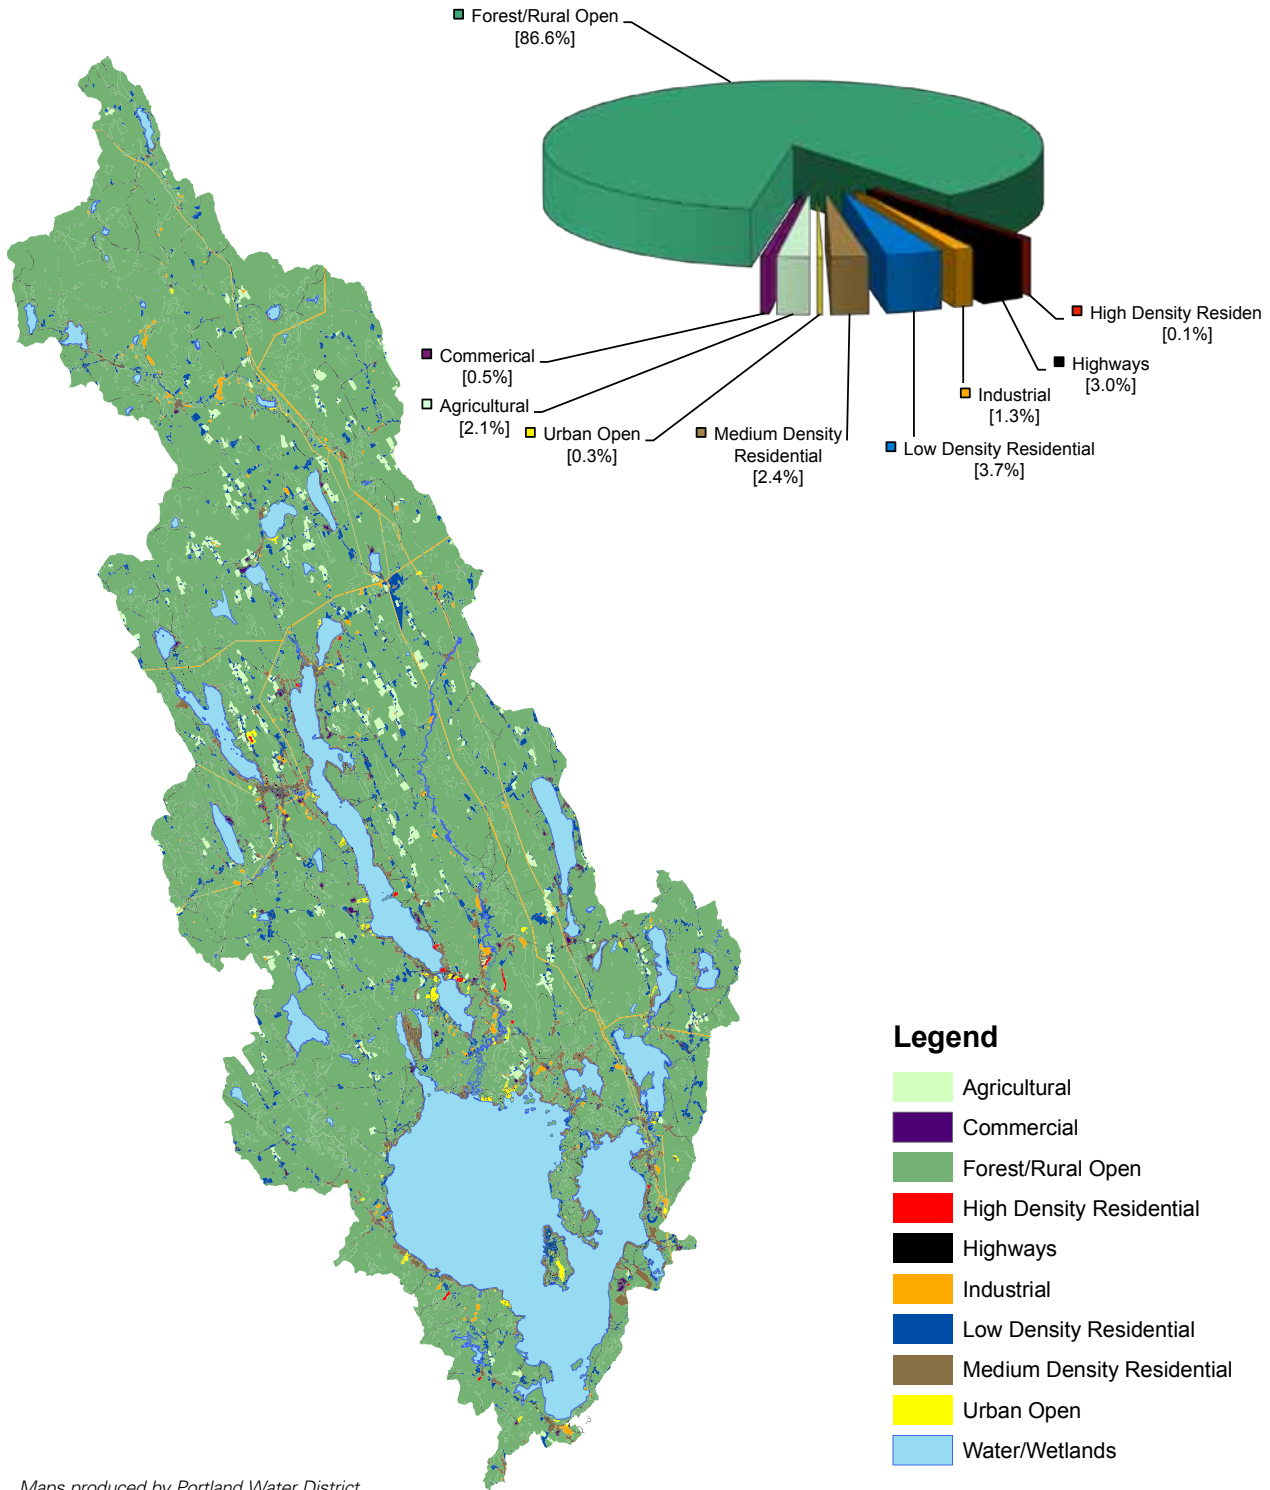 Forest/Rural Open
[86.6%]
High Density Residen
[0.1%]
Commerical
[0.5%]
Highways
[3.0%]
Industrial
[1.3%]
Agricultural
[2.1%]
Urban Open
[0.3%]
Medium Density
Residential
[2.4%]
Low Density Residential
[3.7%]
Legend
Agricultural
Commercial
Forest/Rural Open
High Density Residential
Highways
Industrial
Low Density Residential
Medium Density Residential
Urban Open
Water/Wetlands
Maps produced by Portland Water District